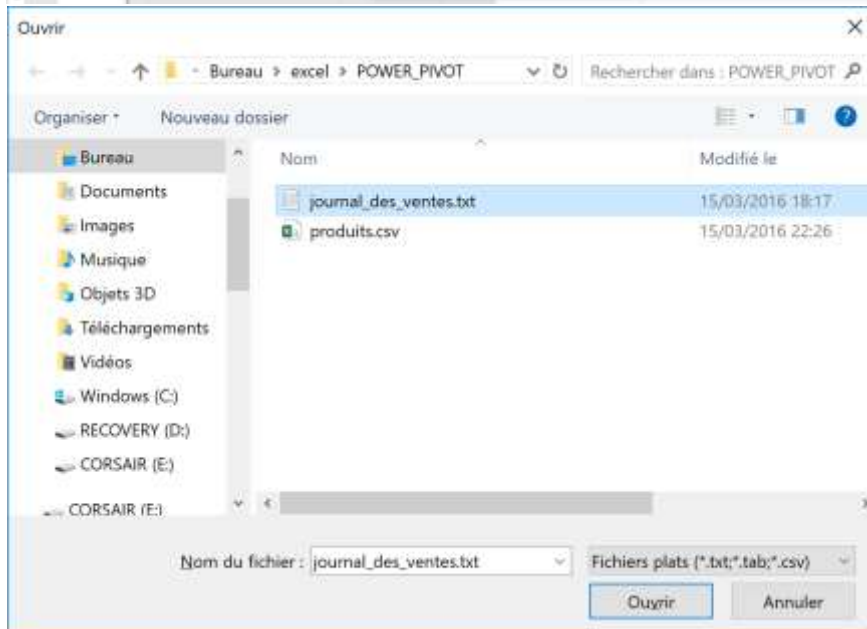 Ouvrir
Bureau > excel > POWER_PIVOT
Rechercher dans : POWER_PIVOT
Organiser
Nouveau dossier
Bureau
Nom
Modifié le
Documents
journal_des_ventes.txt
15/03/2016 18:17
Images
produits.csv
15/03/2016 22:26
Musique
Objets 3D
Téléchargements
Vidéos
Windows (C:)
RECOVERY (D:)
CORSAIR (E:)
CORSAIR (E:)
Nom du fichier : journal_des_ventes.txt
Fichiers plats (*.txt;*.tab;*.csv)
Ouvrir
Annuler